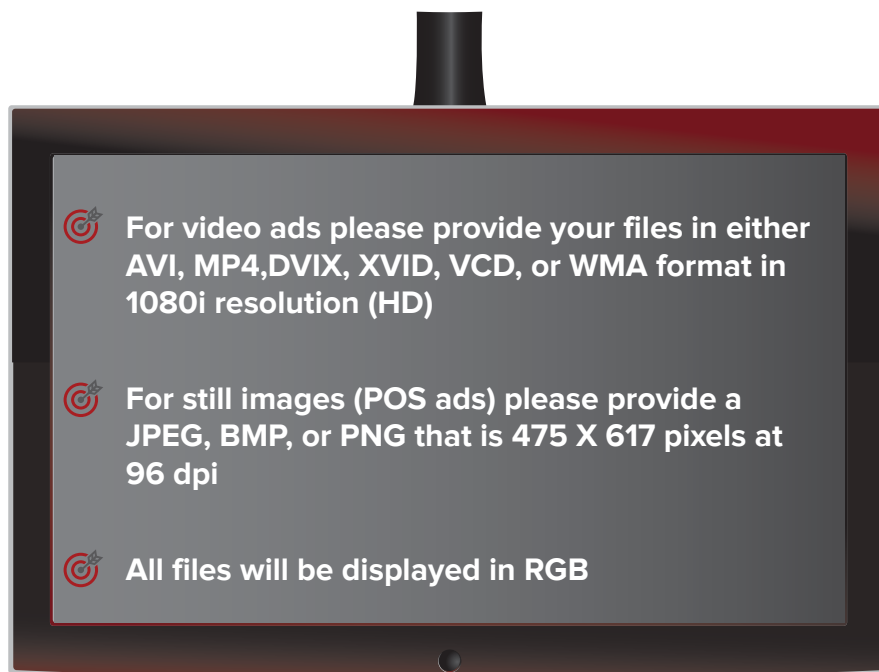 For video ads please provide your files in either
AVI, MP4,DVIX, XVID, VCD, or WMA format in
1080i resolution (HD)
For still images (POS ads) please provide a
JPEG, BMP, or PNG that is 475 X 617 pixels at
96 dpi
All files will be displayed in RGB